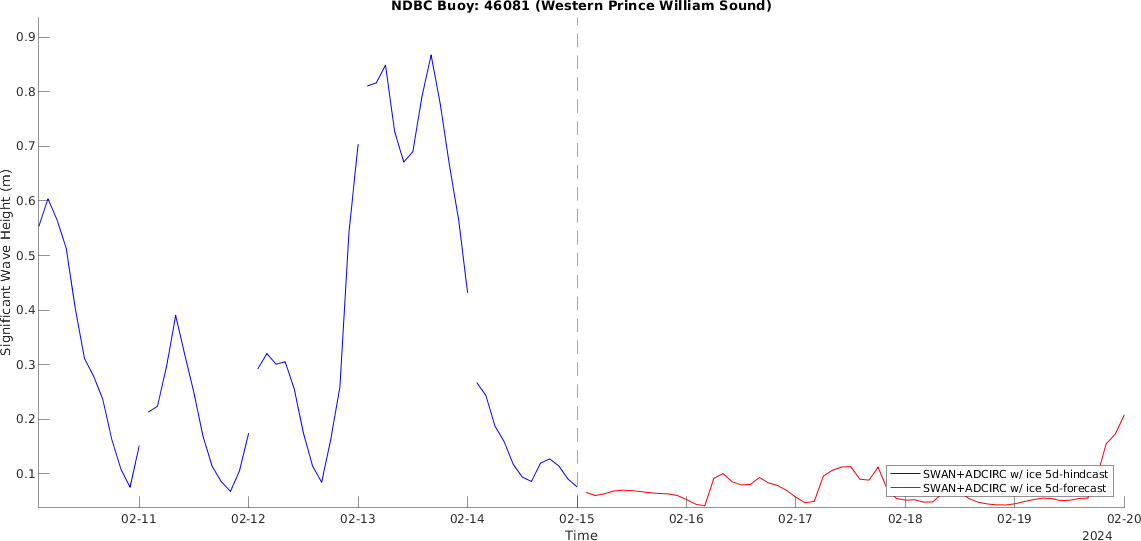 NDBC Buoy: 46081 (Western Prince William Sound)
Significant Wave Height (m)
0.9
0.8
0.7
0.6
0.5
0.4
0.3
0.2
0.1
SWAN+ADCIRC w/ ice 5d-hindcast
SWAN+ADCIRC w/ ice 5d-forecast
02-11 02-12 02-13 02-14 02-15 02-16 02-17 02-18 02-19 02-20
Time
2024